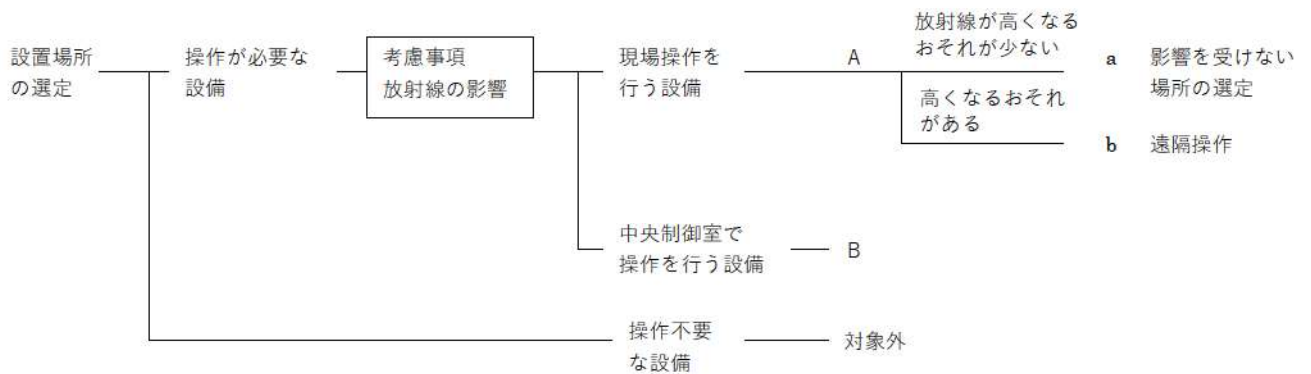 設置場所
の選定
操作が必要な
設備
考慮事項
放射線の影響
現場操作を
行う設備
A
放射線が高くなる
おそれが少ない
a
影響を受けない
場所の選定
高くなるおそれ
がある
b
遠隔操作
中央制御室で
操作を行う設備
B
操作不要
な設備
対象外